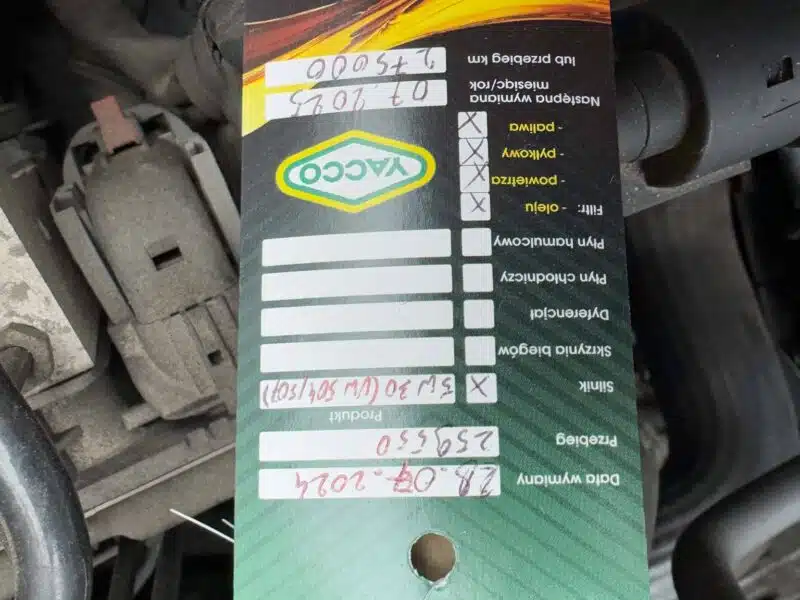 Data wymiany 28.07.2024
Przebieg 259550
Produkt
Silnik X 5W30 (VW 504/507)
Skrzynia biegów
Dyferencjał
Płyn chłodniczy
Płyn hamulcowy
Filtr: - oleju X
- powietrza X
- pyłkowy X
- paliwa X
YACCO
Następna wymiana
miesiąc/rok 07.2025
lub przebieg km 275000